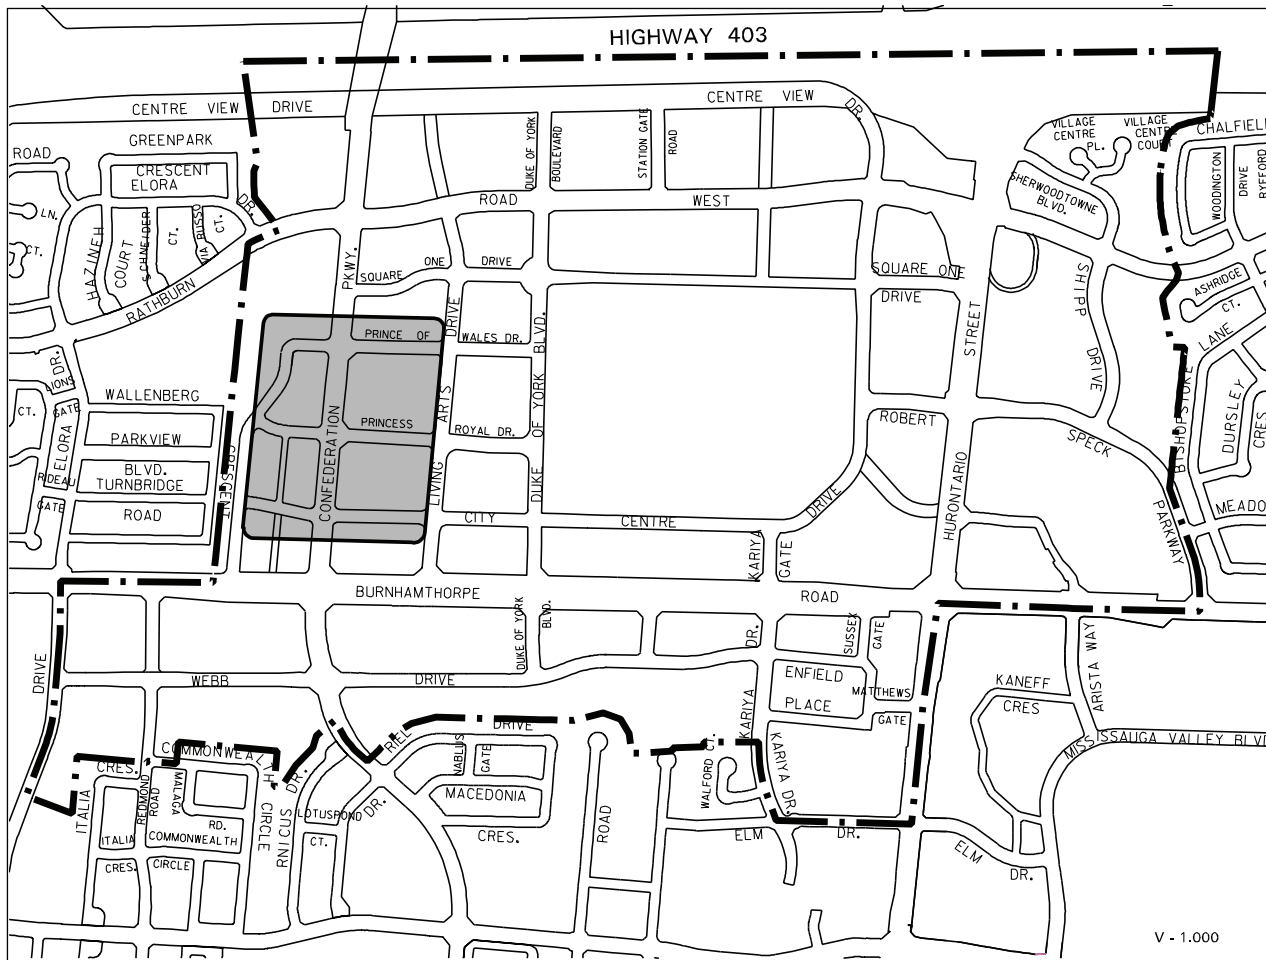 HIGHWAY 403
CENTRE VIEW DRIVE
CENTRE VIEW DR.
GREENPARK
CRESCENT
ELORA
DR.
ROAD
LN.
CT.
HAZINEH
COURT
SCHNEIDER
CT.
VIA RUSSO
CT.
RATHBURN
ROAD
WEST
DUKE OF YORK
BOULEVARD
STATION GATE
ROAD
VILLAGE
CENTRE
PL.
VILLAGE
CENTRE
COURT
CHALFIEL
WOODINGTON
DRIVE
RYEFORD
SHERWOODTOWNE
BLVD.
PKWY.
SQUARE ONE DRIVE
SQUARE ONE
DRIVE
SHIPP
DRIVE
ASHRIDGE
CT.
LANE
BISHOPSTOKE
DURSLEY
CRES
MEADO
PRINCE OF
WALES DR.
DRIVE
ARTS
LIVING
DUKE
OF YORK BLVD.
STREET
HURONTARIO
PRINCESS
ROYAL DR.
CONFEDERATION
CITY
CENTRE
DRIVE
ROBERT
SPECK
PARKWAY
DR.
LIONS
GATE
CT.
ELORA
RIDEAU
GATE
WALLENBERG
PARKVIEW
BLVD.
TURNBRIDGE
ROAD
CRESCENT
KARIYA
GATE
BURNHAMTHORPE
ROAD
DUKE OF YORK
BLVD.
DR.
KARIYA
SUSSEX
GATE
ENFIELD
PLACE
MATTHEWS
GATE
DRIVE
WEBB
DRIVE
KANEFF
CRES
ARISTA WAY
MISSISSAUGA VALLEY BLVD
COMMONWEALTH
CIRCLE
CRES.
ITALIA
REDMOND
ROAD
MALAGA
RD.
ITALIA
CRES.
COMMONWEALTH
CIRCLE
SUCINI
DR.
RIEL
DRIVE
NABLUS
GATE
MACEDONIA
CRES.
LOTUSPOND
CT.
DR.
ROAD
WALFORD CT.
KARIYA DR.
ELM
DR.
ELM
DR.
V - 1.000